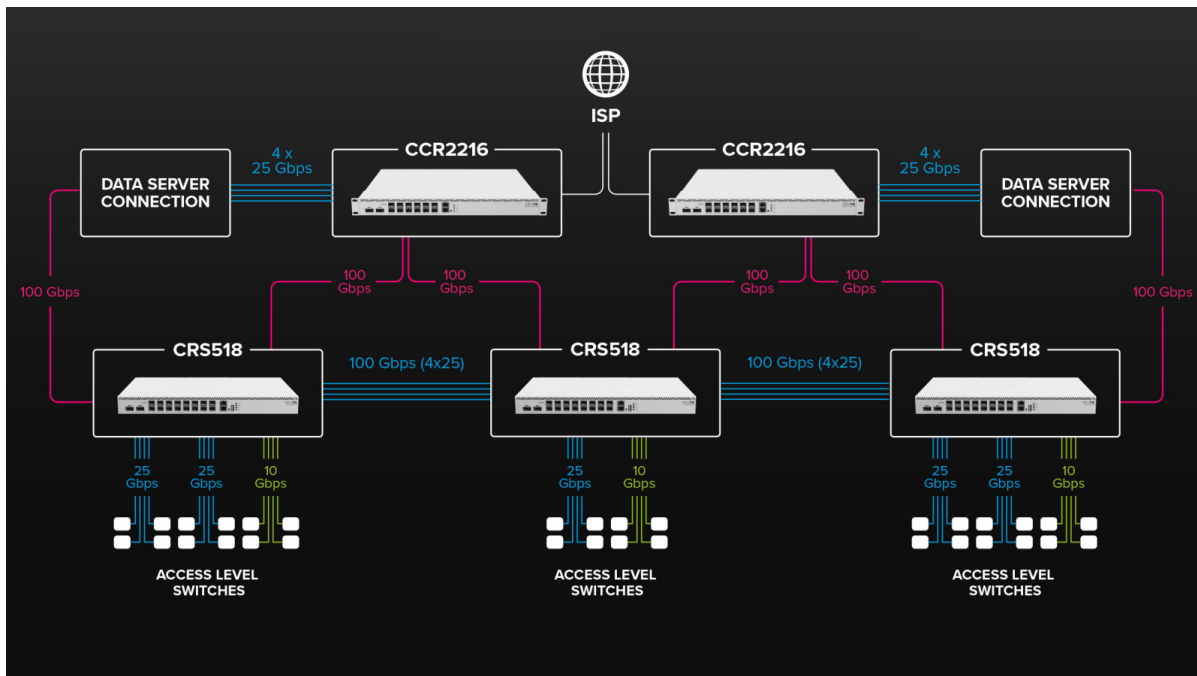 ISP
CCR2216
CCR2216
4 x
25 Gbps
4 x
25 Gbps
DATA SERVER
CONNECTION
DATA SERVER
CONNECTION
100 Gbps
100
Gbps
100
Gbps
100
Gbps
100
Gbps
100 Gbps
CRS518
CRS518
CRS518
100 Gbps (4x25)
100 Gbps (4x25)
25
Gbps
25
Gbps
10
Gbps
25
Gbps
10
Gbps
25
Gbps
25
Gbps
10
Gbps
ACCESS LEVEL
SWITCHES
ACCESS LEVEL
SWITCHES
ACCESS LEVEL
SWITCHES